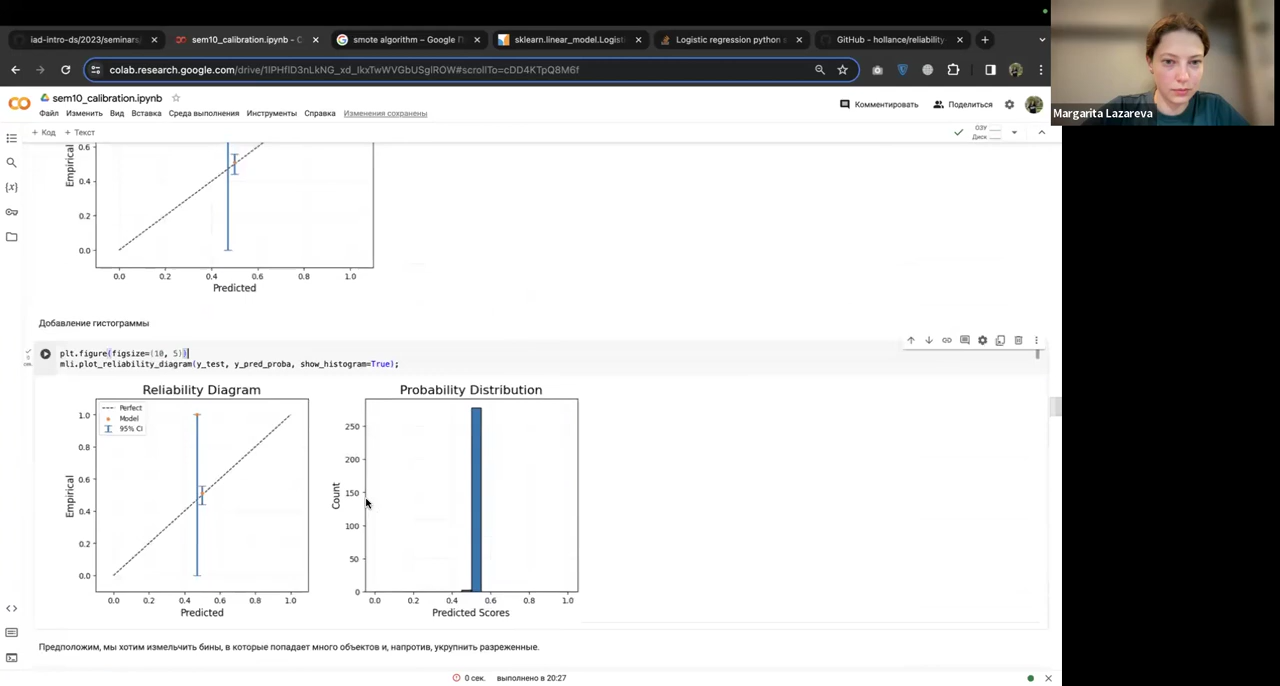 iad-intro-ds/2023/seminars,
sem10_calibration.ipynb - C
smote algorithm – Google П
sklearn.linear_model.Logist
Logistic regression python s
GitHub - hollance/reliability-
colab.research.google.com/drive/1lPHflD3nLkNG_xd_IkxTwWVGbUSglROW#scrollTo=cDD4KTpQ8M6f
sem10_calibration.ipynb
Файл Изменить Вид Вставка Среда выполнения Инструменты Справка Изменения сохранены
Комментировать
Поделиться
Margarita Lazareva
+ Код + Текст
ОЗУ
Диск
{x}
Empirical
0.6
0.4
0.2
0.0
0.0 0.2 0.4 0.6 0.8 1.0
Predicted
Добавление гистограммы
plt.figure(figsize=(10, 5))
mli.plot_reliability_diagram(y_test, y_pred_proba, show_histogram=True);
Reliability Diagram
Perfect
Model
95% CI
Empirical
1.0
0.8
0.6
0.4
0.2
0.0
0.0 0.2 0.4 0.6 0.8 1.0
Predicted
Probability Distribution
Count
250
200
150
100
50
0
0.0 0.2 0.4 0.6 0.8 1.0
Predicted Scores
Предположим, мы хотим измельчить бины, в которые попадает много объектов и, напротив, укрупнить разреженные.
0 сек. выполнено в 20:27